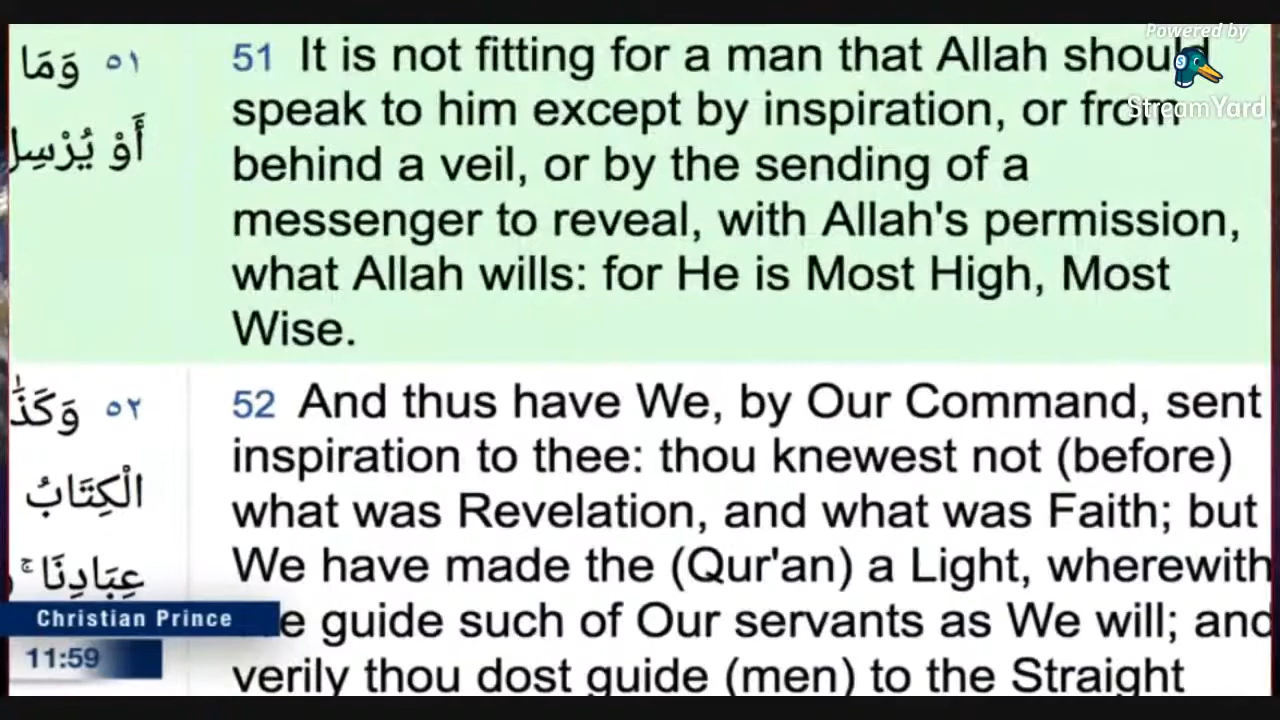 Powered by
StreamYard
٥١ وَمَا
أَوْ يُرْسِل
51 It is not fitting for a man that Allah should
speak to him except by inspiration, or from
behind a veil, or by the sending of a
messenger to reveal, with Allah's permission,
what Allah wills: for He is Most High, Most
Wise.
٥٢
الْكِتَابُ
عِبَادِنَا ۚ
52 And thus have We, by Our Command, sent
inspiration to thee: thou knewest not (before)
what was Revelation, and what was Faith; but
We have made the (Qur'an) a Light, wherewith
guide such of Our servants as We will; and
verily thou dost guide (men) to the Straight
Christian Prince
11:59